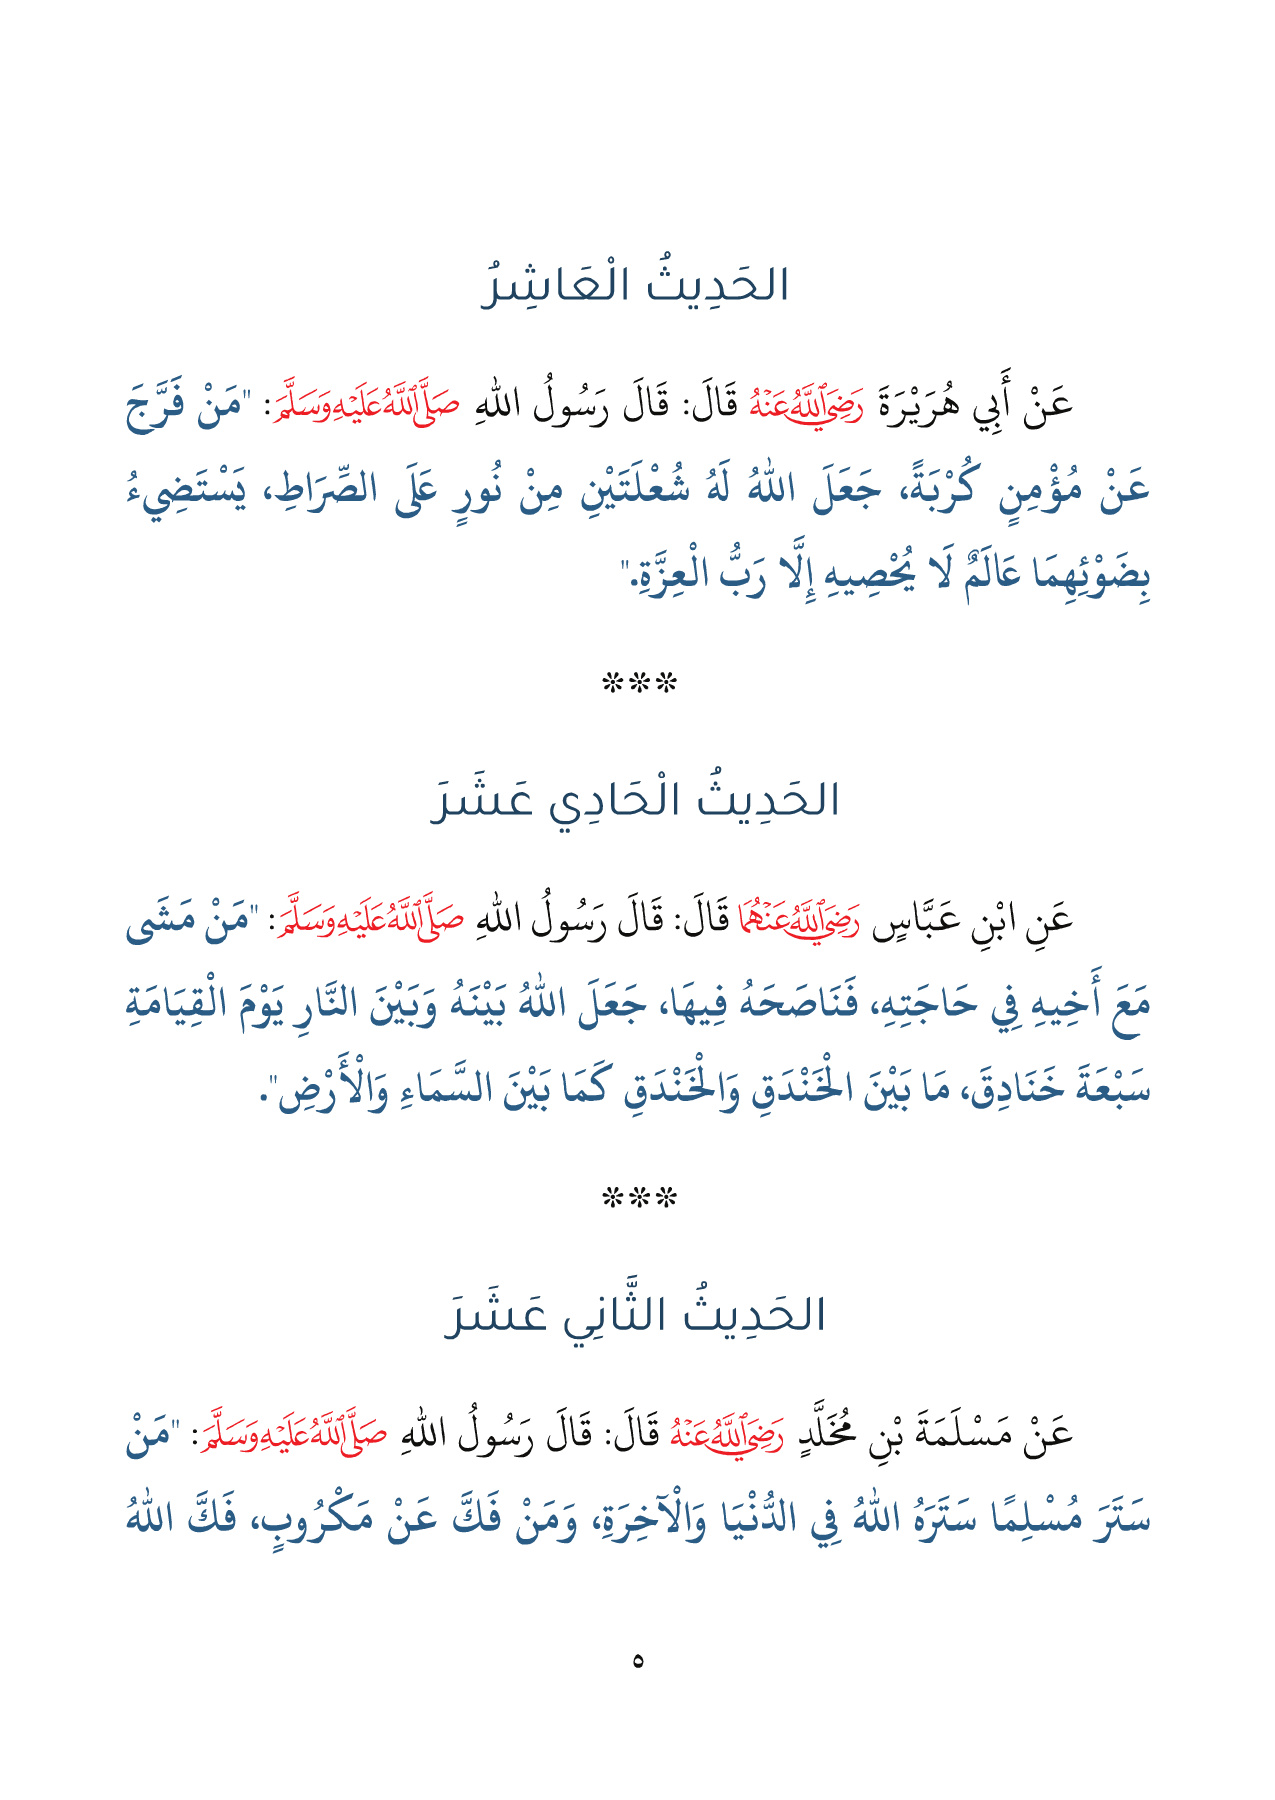 الحَدِيثُ الْعَاشِرُ
عَنْ أَبِي هُرَيْرَةَ رَضِيَ اللَّهُ عَنْهُ قَالَ: قَالَ رَسُولُ اللهِ صَلَّى اللَّهُ عَلَيْهِ وَسَلَّمَ: "مَنْ فَرَّجَ
عَنْ مُؤْمِنٍ كُرْبَةً، جَعَلَ اللهُ لَهُ شُعْلَتَيْنِ مِنْ نُورٍ عَلَى الصِّرَاطِ، يَسْتَضِيءُ
بِضَوْئِهِمَا عَالَمٌ لَا يُحْصِيهِ إِلَّا رَبُّ الْعِزَّةِ."
***
الحَدِيثُ الْحَادِي عَشَرَ
عَنِ ابْنِ عَبَّاسٍ رَضِيَ اللَّهُ عَنْهُمَا قَالَ: قَالَ رَسُولُ اللهِ صَلَّى اللَّهُ عَلَيْهِ وَسَلَّمَ: "مَنْ مَشَى
مَعَ أَخِيهِ فِي حَاجَتِهِ، فَنَاصَحَهُ فِيهَا، جَعَلَ اللهُ بَيْنَهُ وَبَيْنَ النَّارِ يَوْمَ الْقِيَامَةِ
سَبْعَةَ خَنَادِقَ، مَا بَيْنَ الْخَنْدَقِ وَالْخَنْدَقِ كَمَا بَيْنَ السَّمَاءِ وَالْأَرْضِ".
***
الحَدِيثُ الثَّانِي عَشَرَ
عَنْ مَسْلَمَةَ بْنِ مُخَلَّدٍ رَضِيَ اللَّهُ عَنْهُ قَالَ: قَالَ رَسُولُ اللهِ صَلَّى اللَّهُ عَلَيْهِ وَسَلَّمَ: "مَنْ
سَتَرَ مُسْلِمًا سَتَرَهُ اللهُ فِي الدُّنْيَا وَالْآخِرَةِ، وَمَنْ فَكَّ عَنْ مَكْرُوبٍ، فَكَّ اللهُ
٥